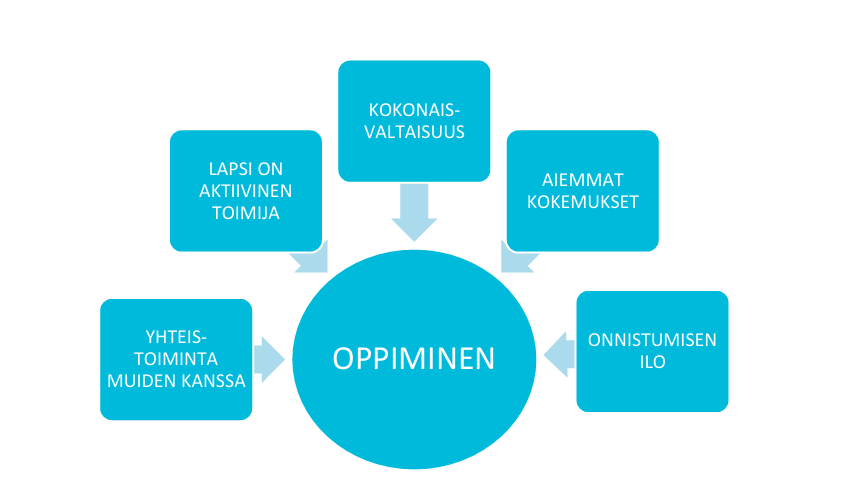 KOKONAIS-
VALTAISUUS
LAPSI ON
AKTIIVINEN
TOIMIJA
AIEMMAT
KOKEMUKSET
YHTEIS-
TOIMINTA
MUIDEN KANSSA
OPPIMINEN
ONNISTUMISEN
ILO